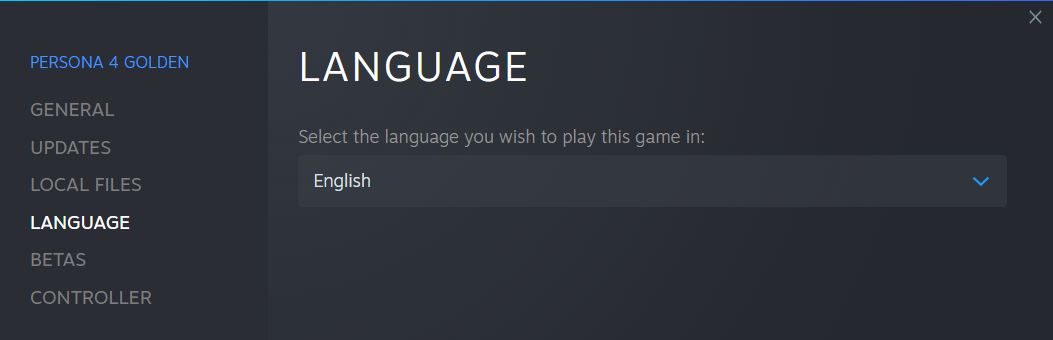 PERSONA 4 GOLDEN
GENERAL
UPDATES
LOCAL FILES
LANGUAGE
BETAS
CONTROLLER
LANGUAGE
Select the language you wish to play this game in:
English